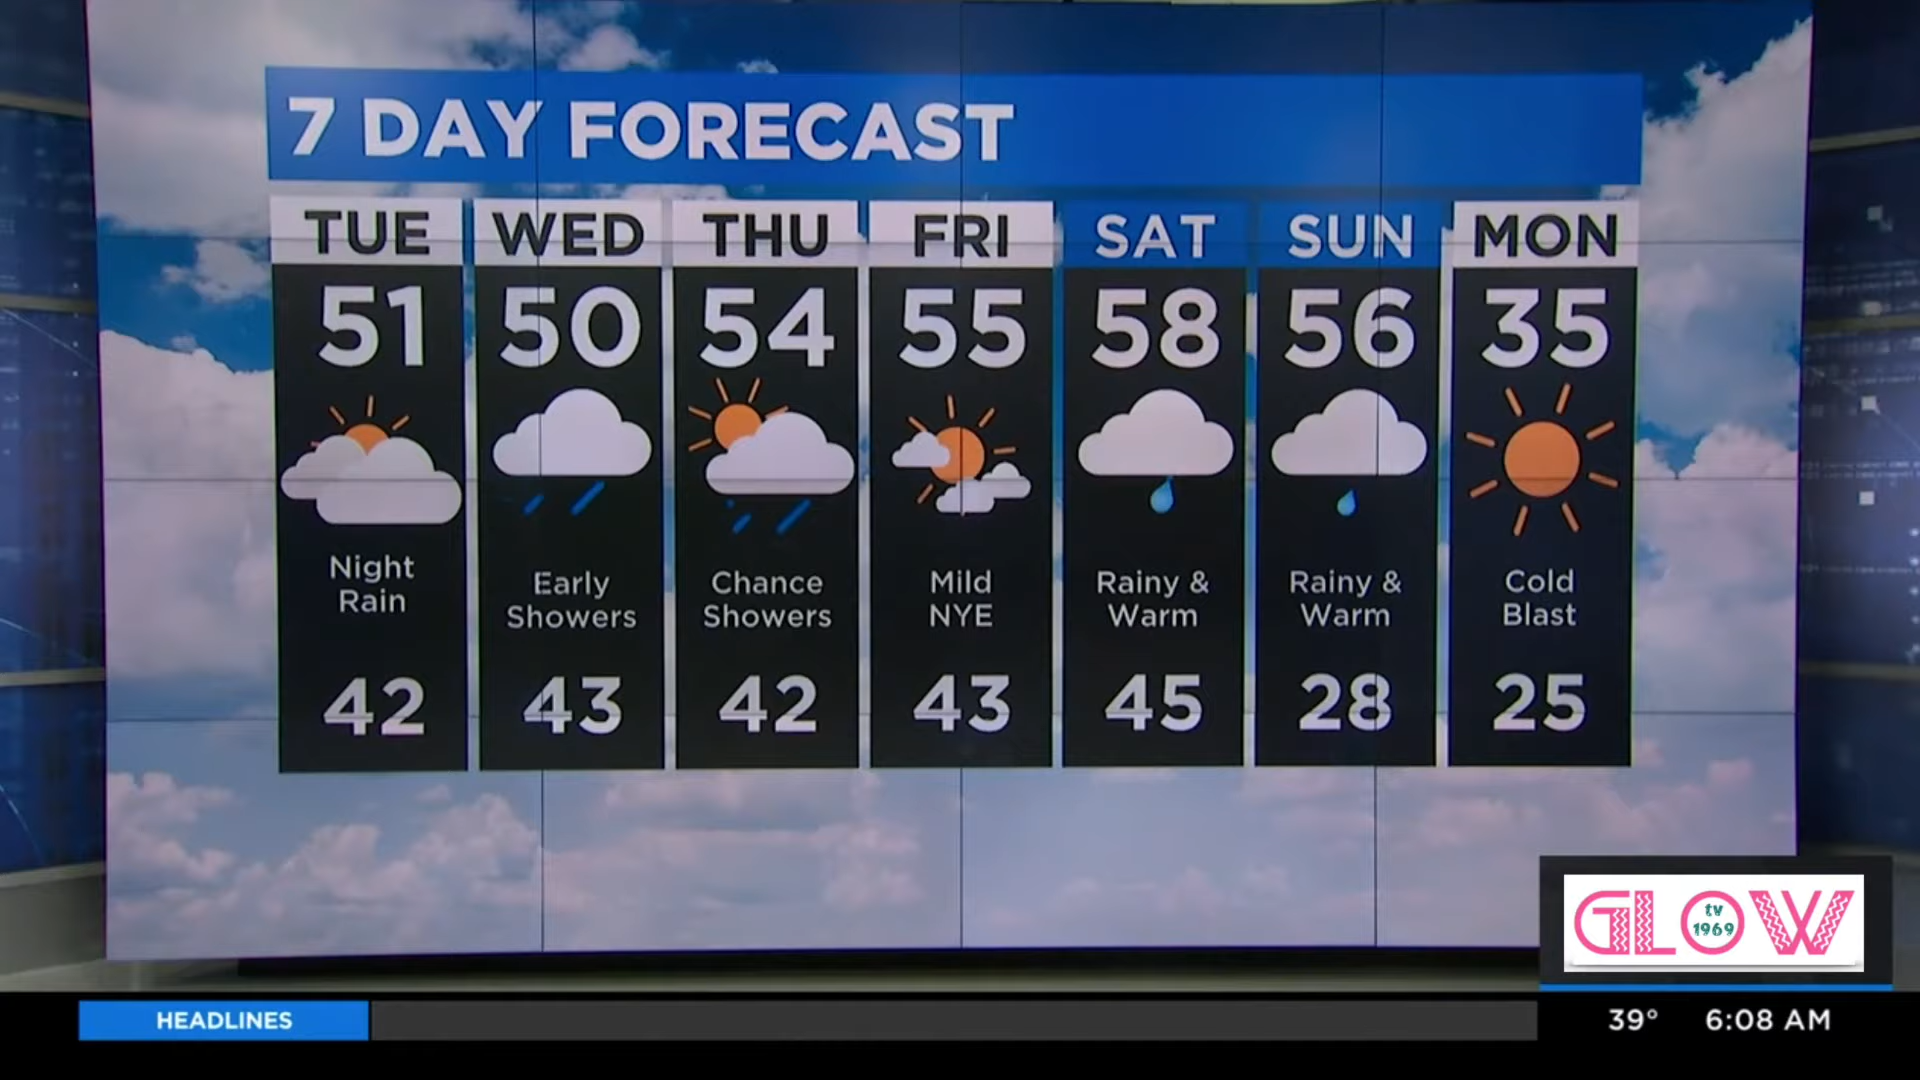 7 DAY FORECAST
TUE WED THU FRI SAT SUN MON
51 50 54 55 58 56 35
Night
Rain
Early
Showers
Chance
Showers
Mild
NYE
Rainy &
Warm
Rainy &
Warm
Cold
Blast
42 43 42 43 45 28 25
GLOW
tv
1969
HEADLINES
39° 6:08 AM